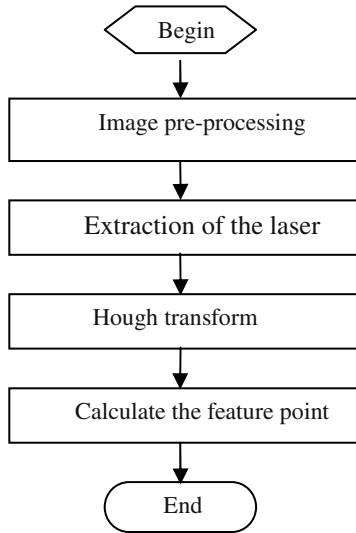 Begin
Image pre-processing
Extraction of the laser
Hough transform
Calculate the feature point
End